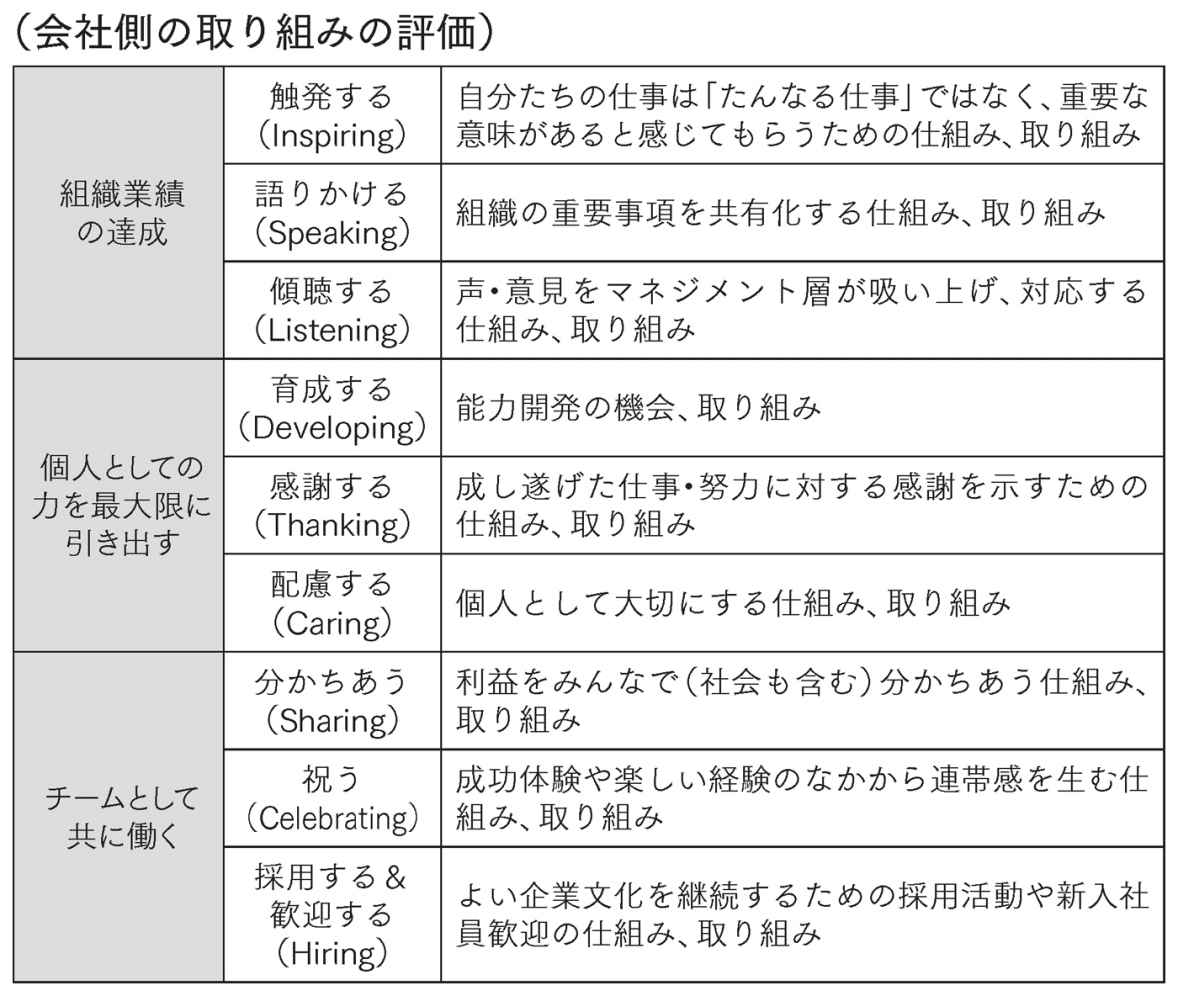 （会社側の取り組みの評価）
組織業績
の達成
触発する
（Inspiring）
自分たちの仕事は「たんなる仕事」ではなく、重要な
意味があると感じてもらうための仕組み、取り組み
語りかける
（Speaking）
組織の重要事項を共有化する仕組み、取り組み
傾聴する
（Listening）
声・意見をマネジメント層が吸い上げ、対応する
仕組み、取り組み
個人としての
力を最大限に
引き出す
育成する
（Developing）
能力開発の機会、取り組み
感謝する
（Thanking）
成し遂げた仕事・努力に対する感謝を示すための
仕組み、取り組み
配慮する
（Caring）
個人として大切にする仕組み、取り組み
チームとして
共に働く
分かちあう
（Sharing）
利益をみんなで（社会も含む）分かちあう仕組み、
取り組み
祝う
（Celebrating）
成功体験や楽しい経験のなかから連帯感を生む仕
組み、取り組み
採用する＆
歓迎する
（Hiring）
よい企業文化を継続するための採用活動や新入社
員歓迎の仕組み、取り組み